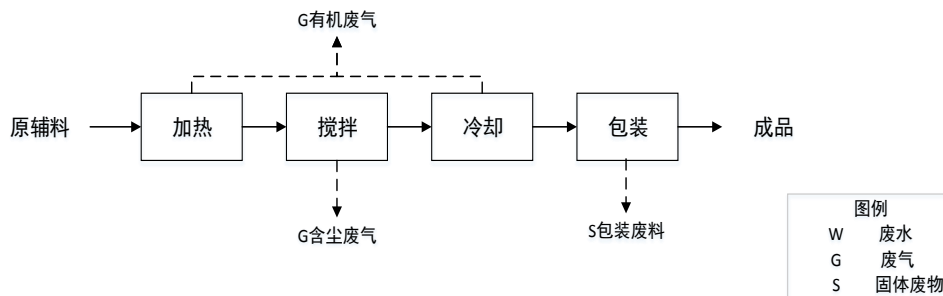 G有机废气
原辅料
加热
搅拌
冷却
包装
成品
G含尘废气
S包装废料
图例
W 废水
G 废气
S 固体废物